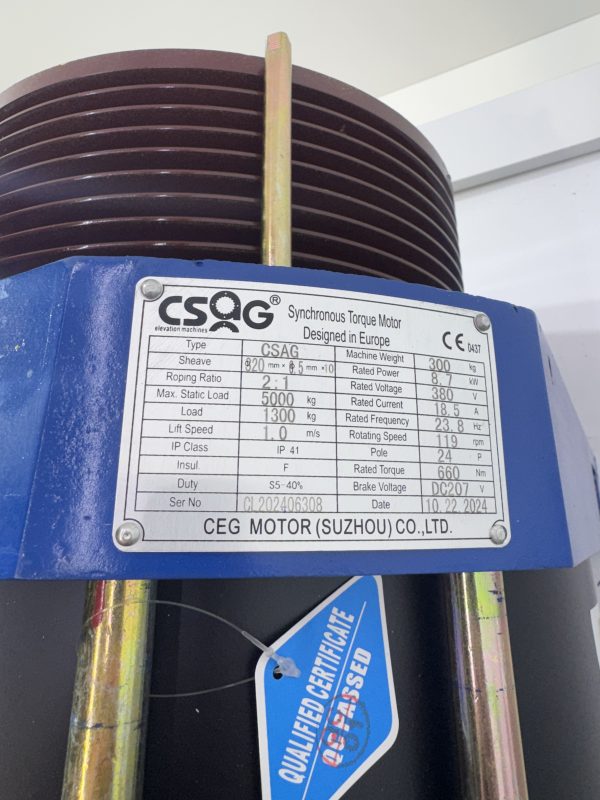 CSAG®
elevation machines
Synchronous Torque Motor
Designed in Europe
CE 0437
Type CSAG Machine Weight 300 kg
Sheave 320 mm × 6.5 mm ×10 Rated Power 8.7 kW
Roping Ratio 2:1 Rated Voltage 380 V
Max. Static Load 5000 kg Rated Current 18.5 A
Load 1300 kg Rated Frequency 23.8 Hz
Lift Speed 1.0 m/s Rotating Speed 119 rpm
IP Class IP 41 Pole 24 P
Insul. F Rated Torque 660 Nm
Duty S5-40% Brake Voltage DC207 V
Ser No CL202406308 Date 10.22.2024
CEG MOTOR (SUZHOU) CO.,LTD.
QUALIFIED CERTIFICATE
QC PASSED